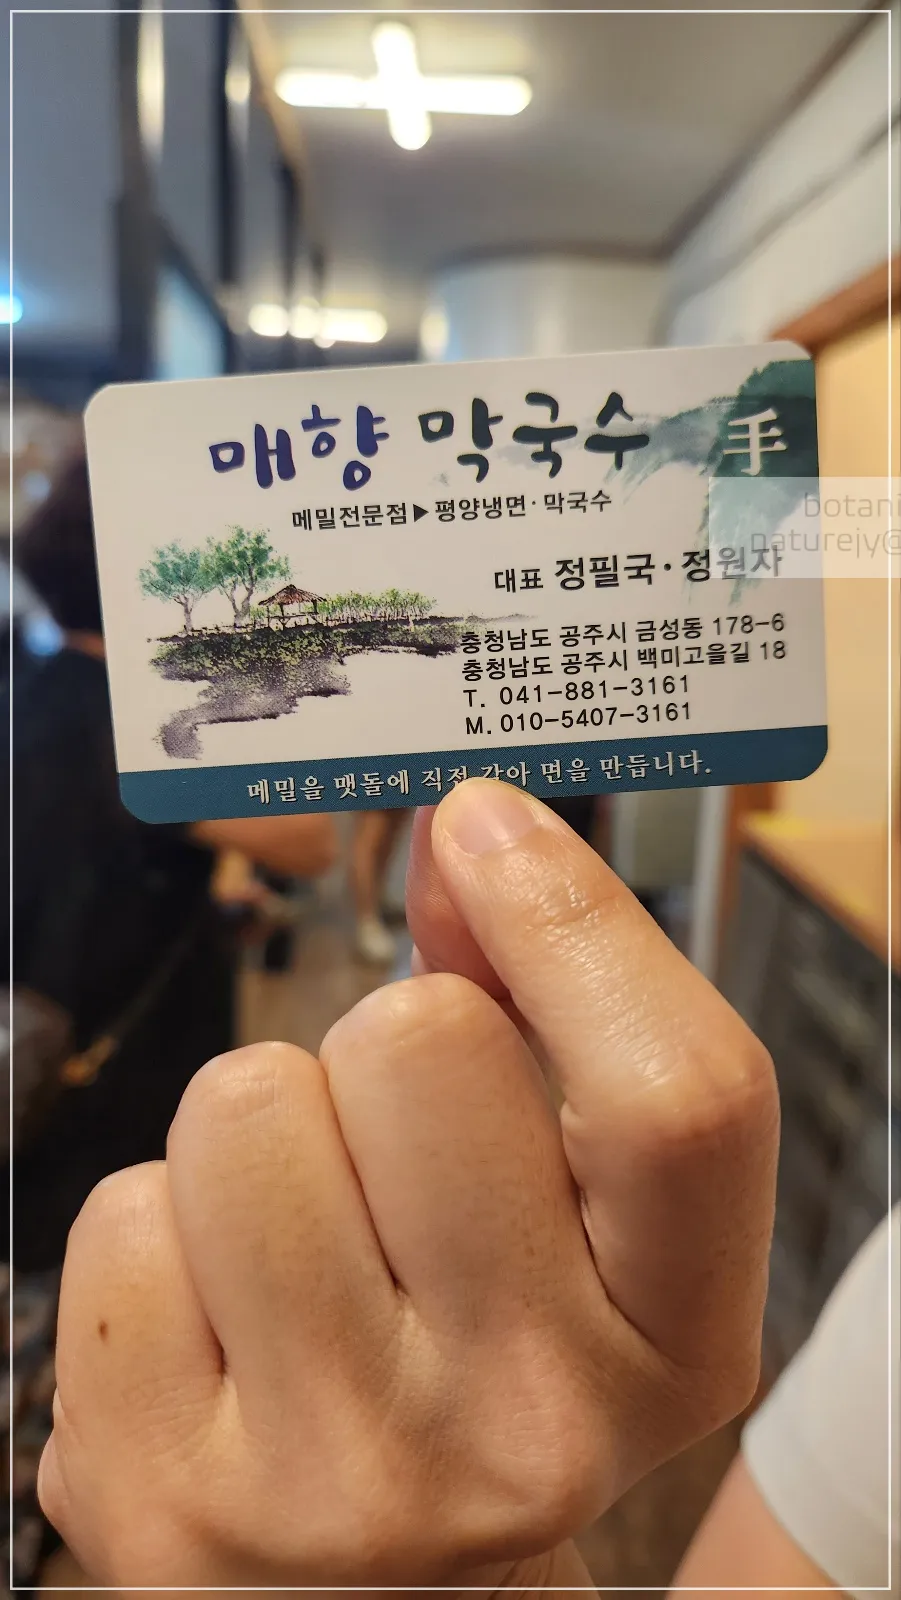 매향 막국수
手
메밀전문점▶평양냉면·막국수
대표 정필국·정원자
충청남도 공주시 금성동 178-6
충청남도 공주시 백미고을길 18
T. 041-881-3161
M. 010-5407-3161
메밀을 맷돌에 직접 갈아 면을 만듭니다.
botani
naturejy@